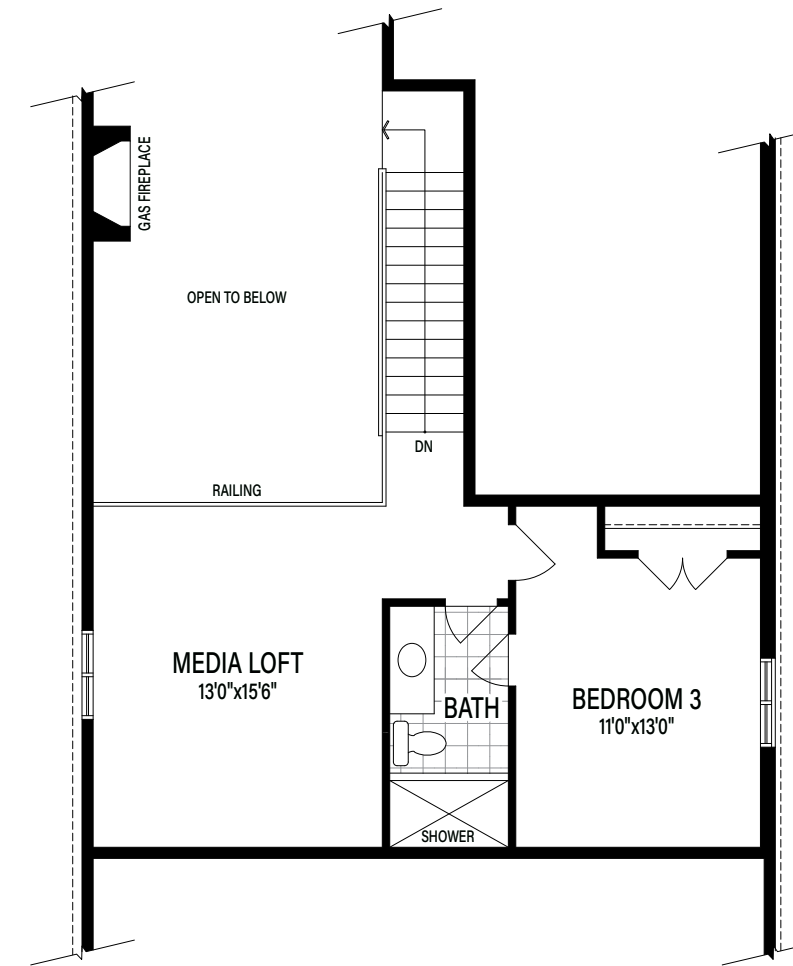 GAS FIREPLACE
OPEN TO BELOW
DN
RAILING
MEDIA LOFT
13'0"x15'6"
BATH
BEDROOM 3
11'0"x13'0"
SHOWER